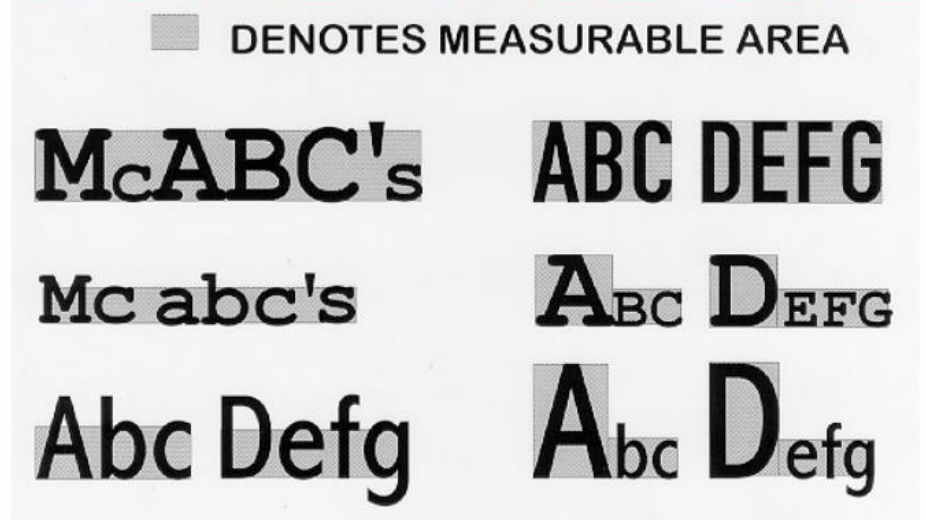 DENOTES MEASURABLE AREA
McABC's
ABC DEFG
Mc abc's
ABC DEFG
Abc Defg
Abc Defg